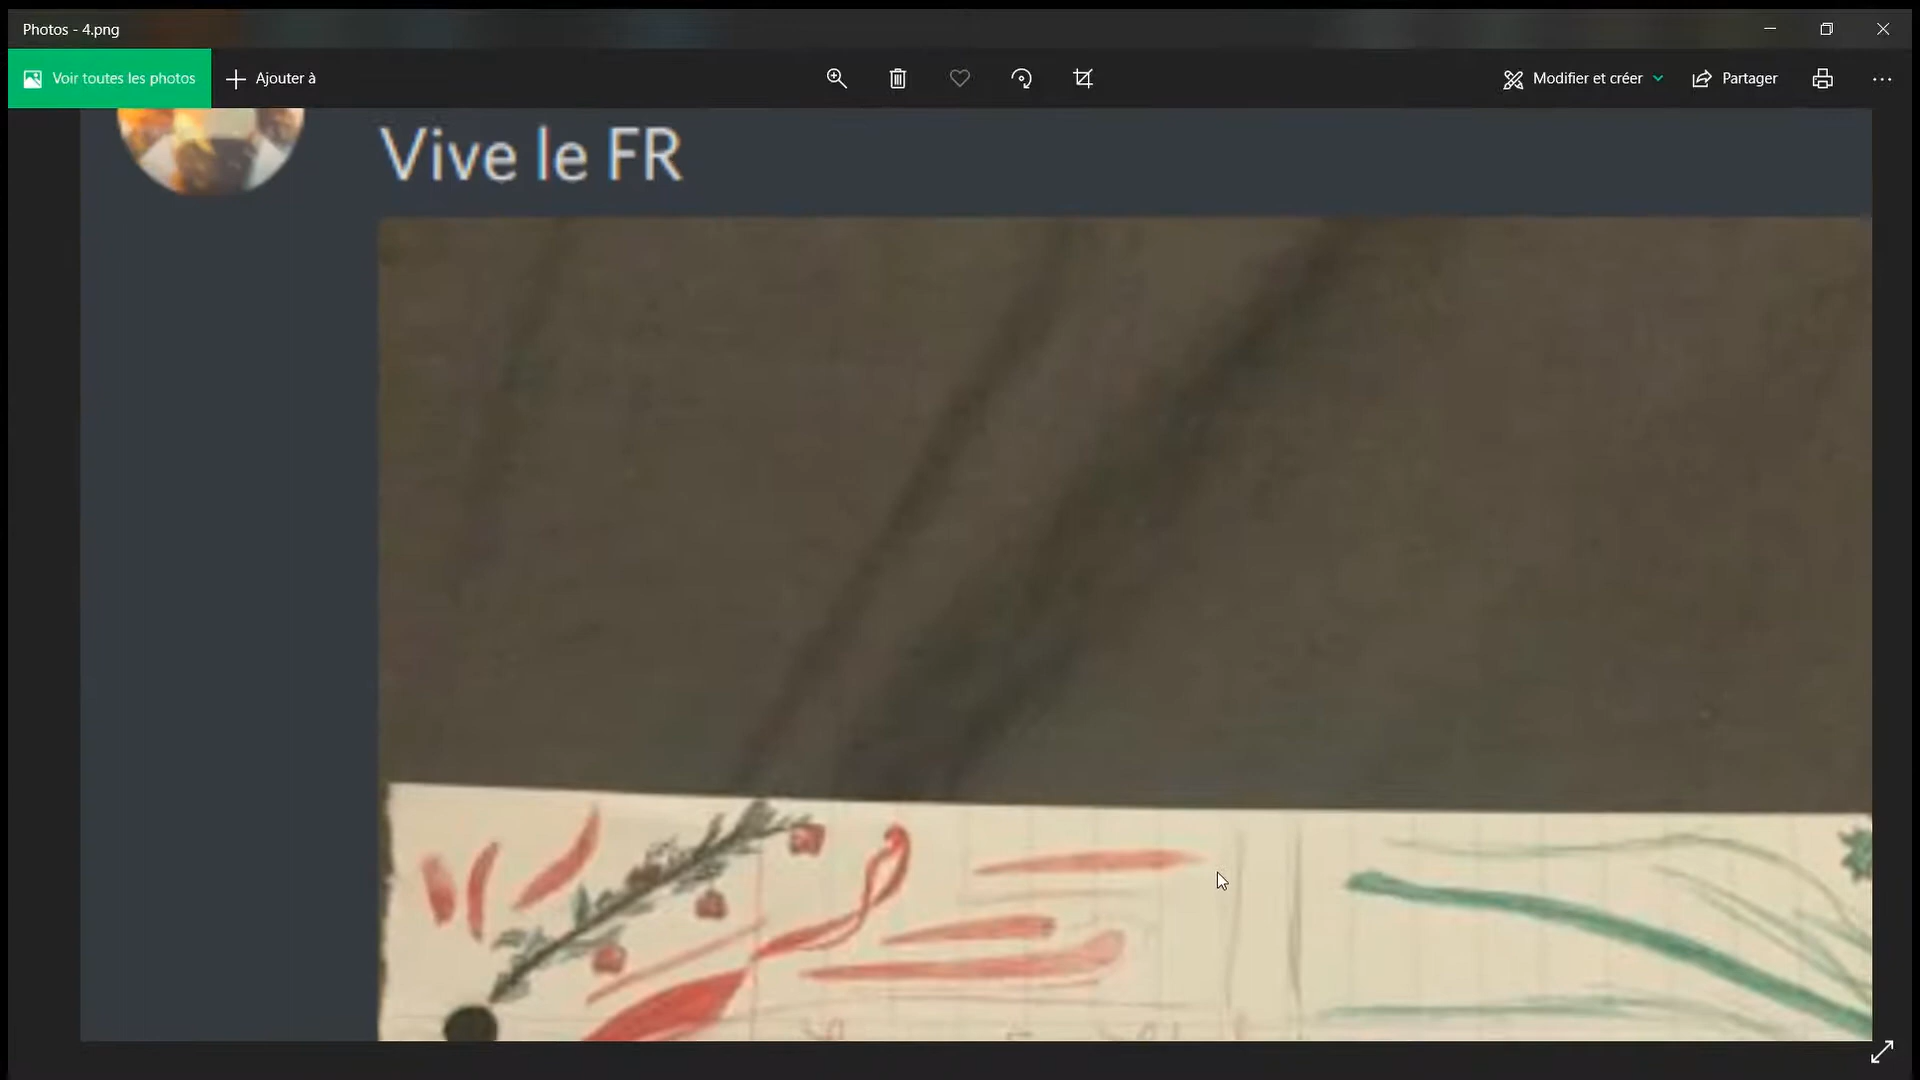 Photos - 4.png
Voir toutes les photos
Ajouter à
Modifier et créer
Partager
Vive le FR